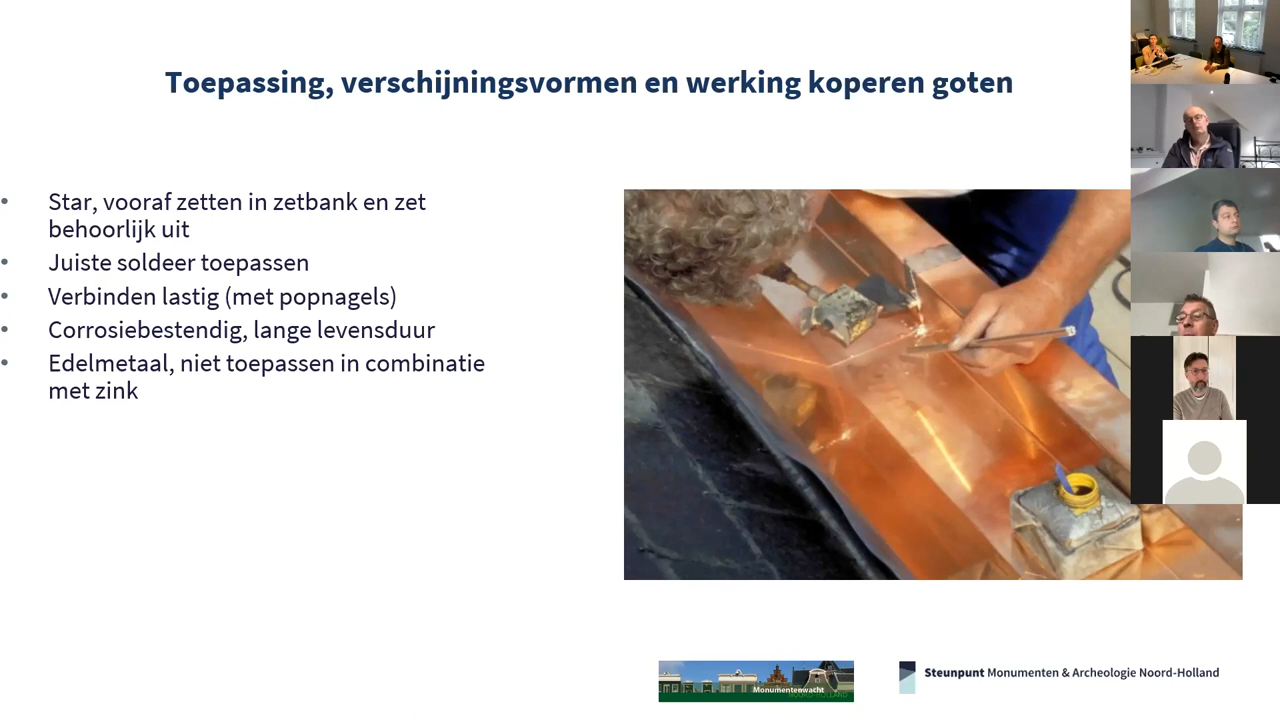 Toepassing, verschijningsvormen en werking koperen goten
• Star, vooraf zetten in zetbank en zet
behoorlijk uit
• Juiste soldeer toepassen
• Verbinden lastig (met popnagels)
• Corrosiebestendig, lange levensduur
• Edelmetaal, niet toepassen in combinatie
met zink
Monumentenwacht
NOORD-HOLLAND
Steunpunt Monumenten & Archeologie Noord-Holland